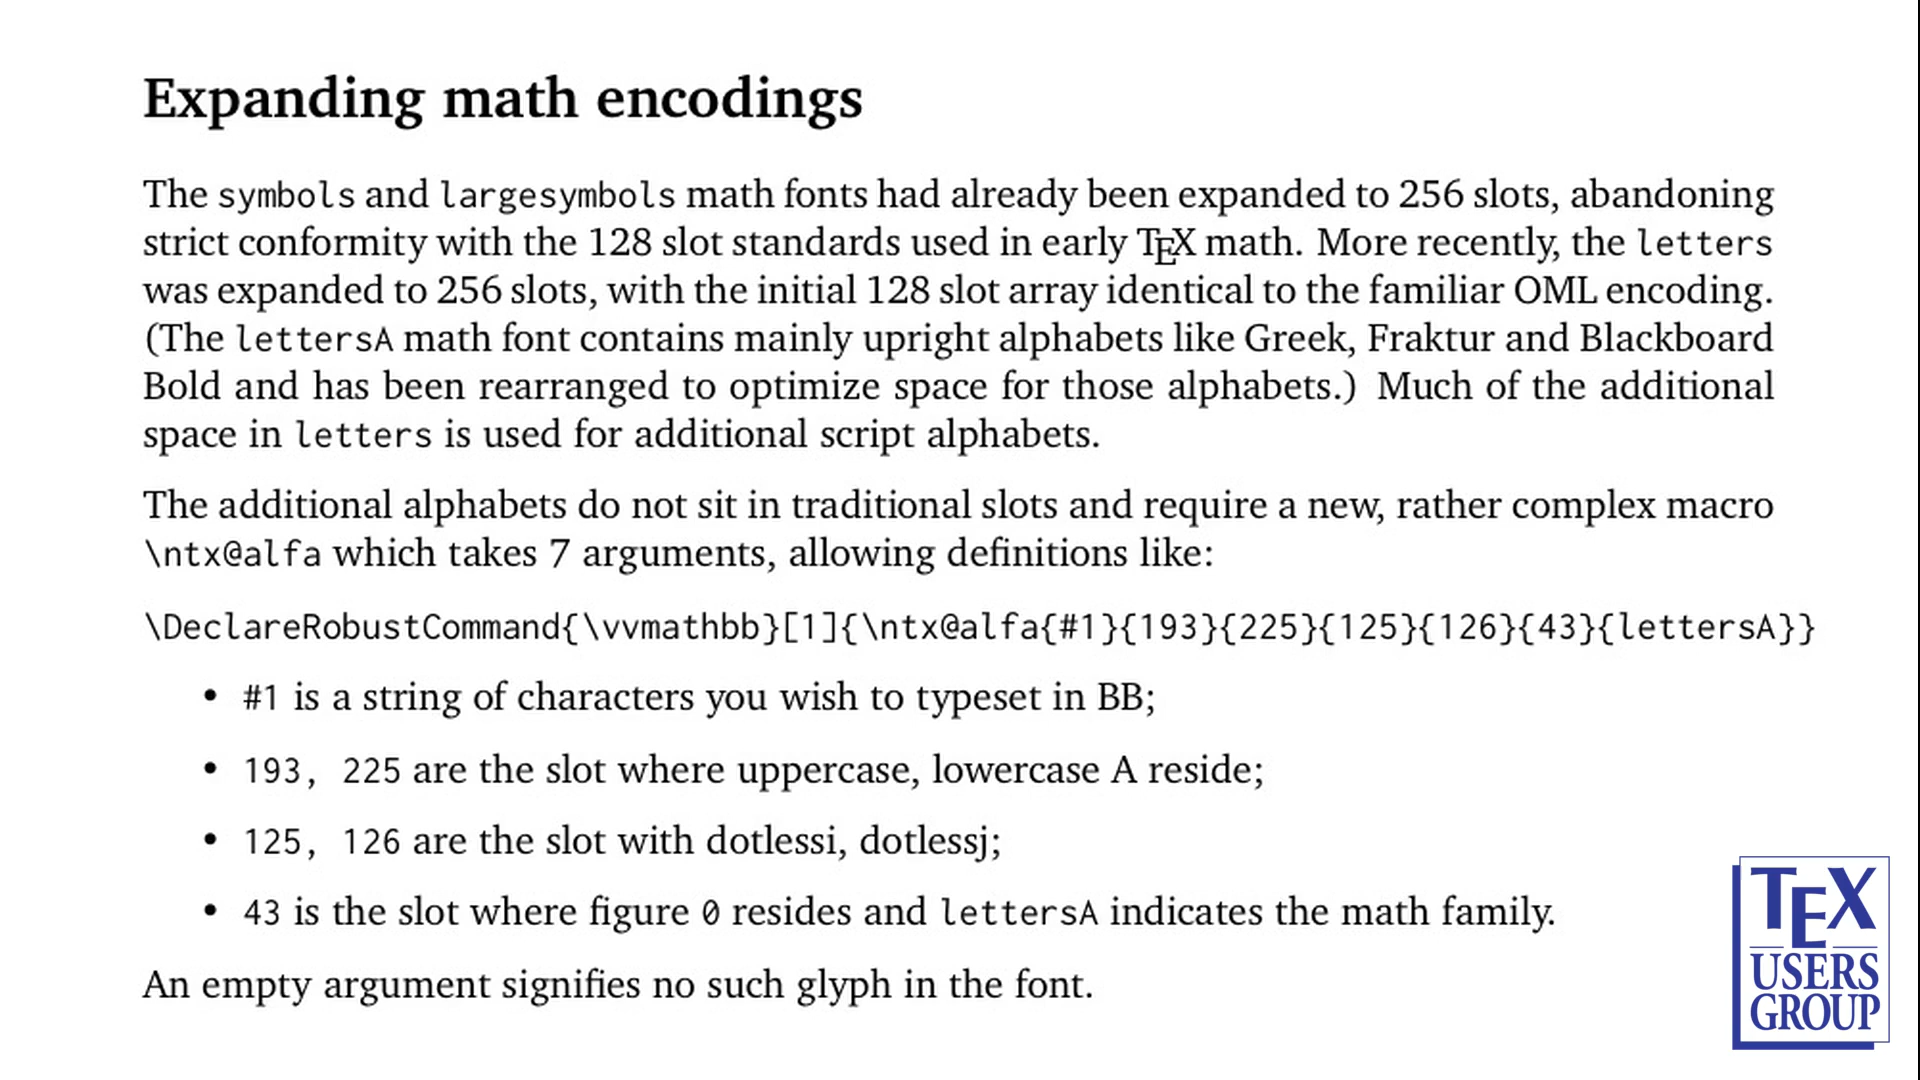 Expanding math encodings
The symbols and largesymbols math fonts had already been expanded to 256 slots, abandoning
strict conformity with the 128 slot standards used in early TEX math. More recently, the letters
was expanded to 256 slots, with the initial 128 slot array identical to the familiar OML encoding.
(The lettersA math font contains mainly upright alphabets like Greek, Fraktur and Blackboard
Bold and has been rearranged to optimize space for those alphabets.) Much of the additional
space in letters is used for additional script alphabets.
The additional alphabets do not sit in traditional slots and require a new, rather complex macro
\ntx@alfa which takes 7 arguments, allowing definitions like:
\DeclareRobustCommand{\vvmathbb}[1]{\ntx@alfa{#1}{193}{225}{125}{126}{43}{lettersA}}
• #1 is a string of characters you wish to typeset in BB;
• 193, 225 are the slot where uppercase, lowercase A reside;
• 125, 126 are the slot with dotlessi, dotlessj;
• 43 is the slot where figure 0 resides and lettersA indicates the math family.
An empty argument signifies no such glyph in the font.
TEX
USERS
GROUP